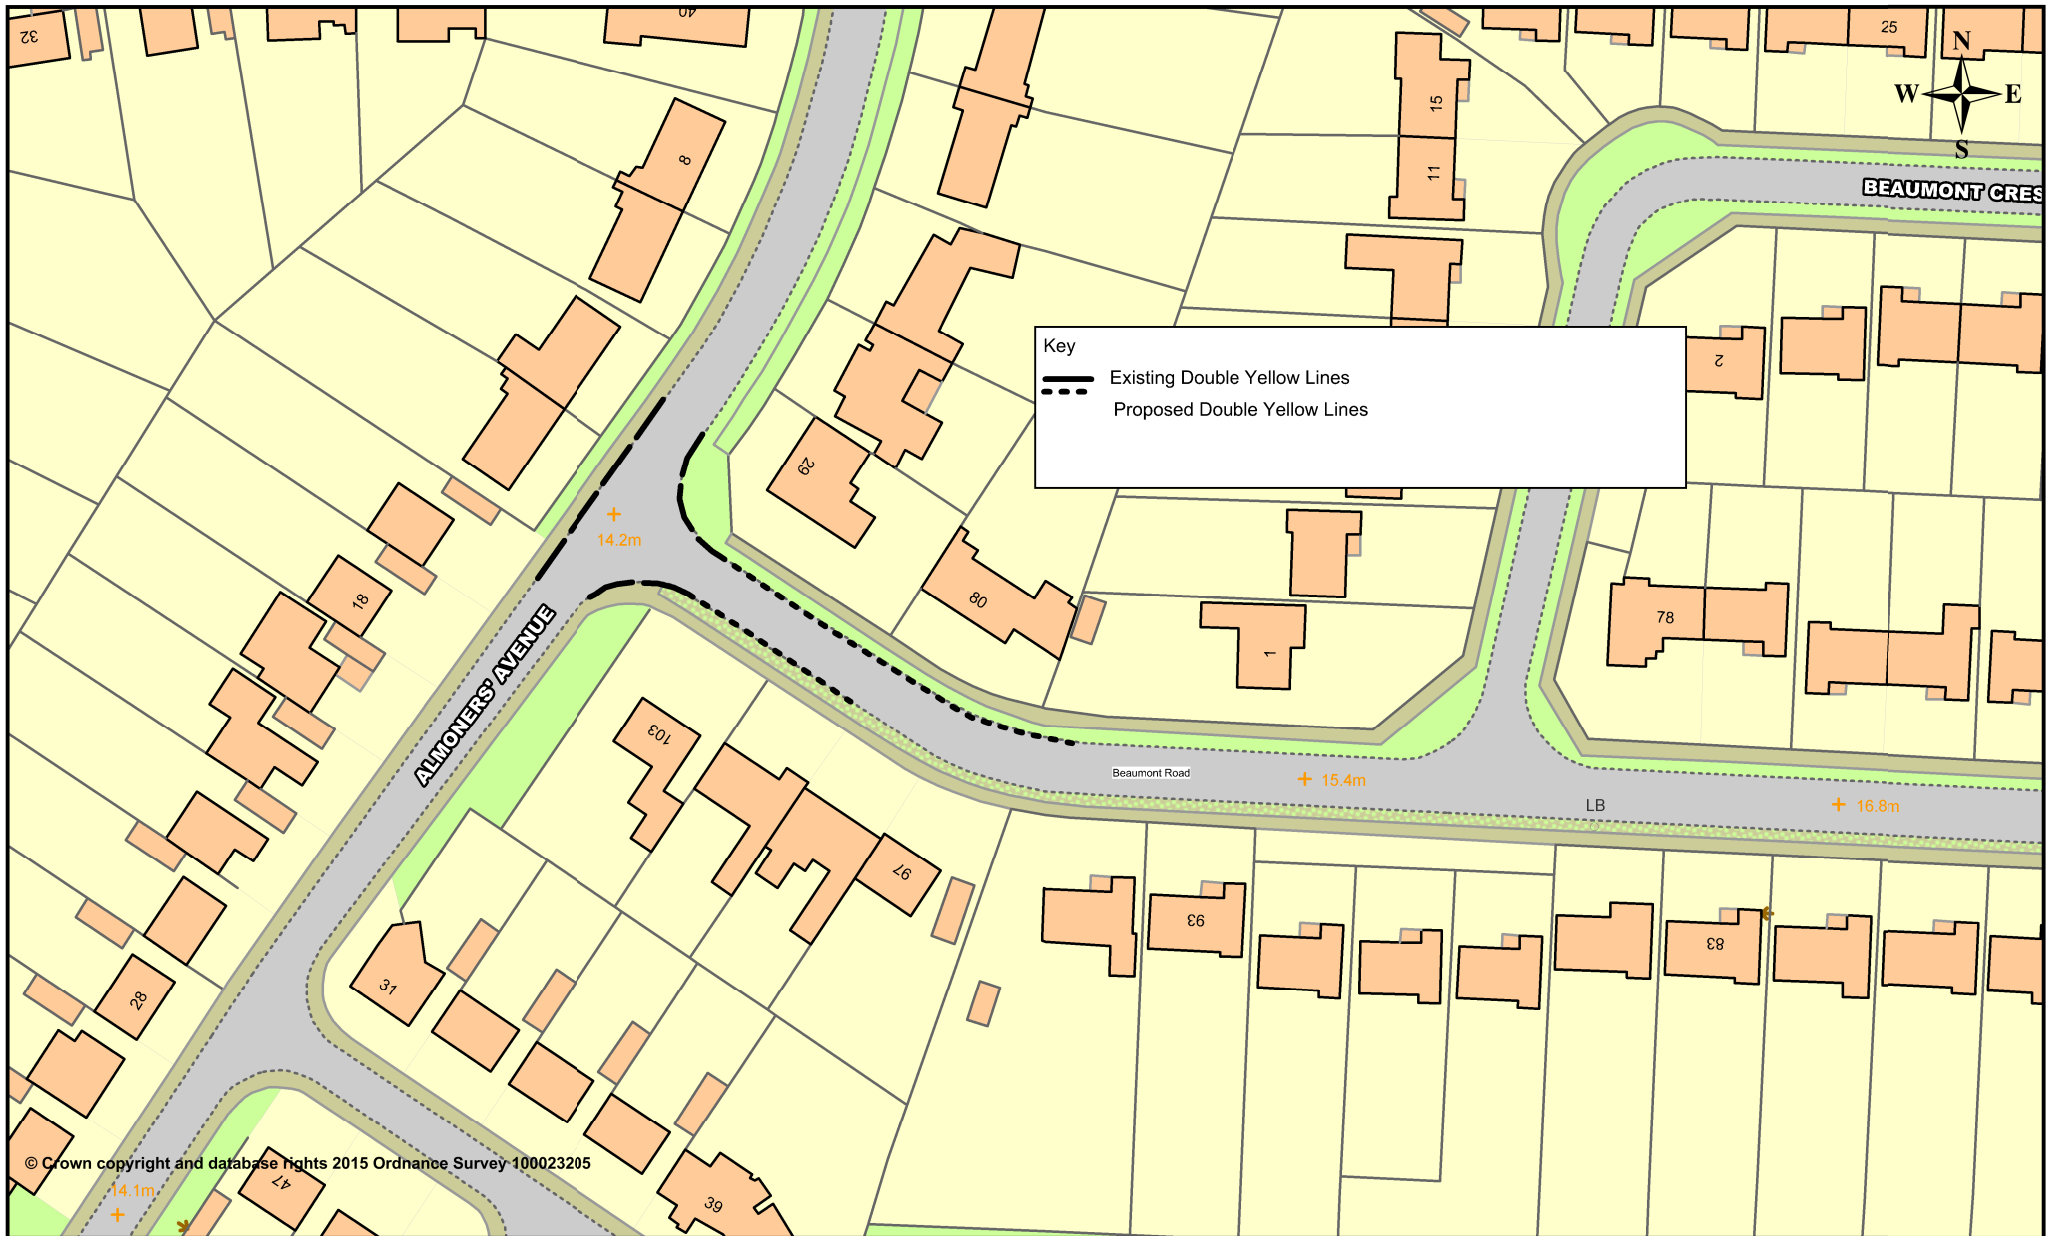 32
40
25
N
W E
S
15
8
11
BEAUMONT CRES
Key
Existing Double Yellow Lines
Proposed Double Yellow Lines
2
29
14.2m
18
80
78
1
ALMONERS' AVENUE
103
Beaumont Road
15.4m
LB
16.8m
97
93
83
31
28
© Crown copyright and database rights 2015 Ordnance Survey 100023205
14.1m
47
39